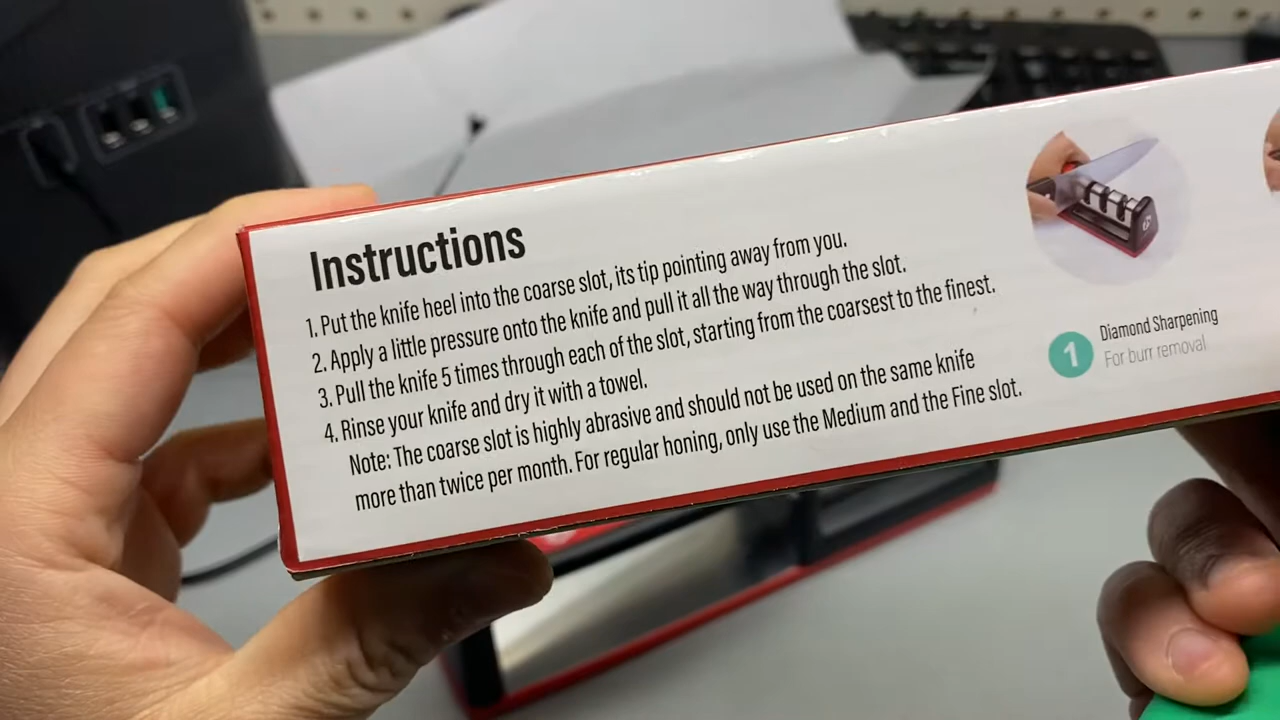 Instructions
1. Put the knife heel into the coarse slot, its tip pointing away from you.
2. Apply a little pressure onto the knife and pull it all the way through the slot.
3. Pull the knife 5 times through each of the slot, starting from the coarsest to the finest.
4. Rinse your knife and dry it with a towel.
Note: The coarse slot is highly abrasive and should not be used on the same knife
more than twice per month. For regular honing, only use the Medium and the Fine slot.
1
Diamond Sharpening
For burr removal